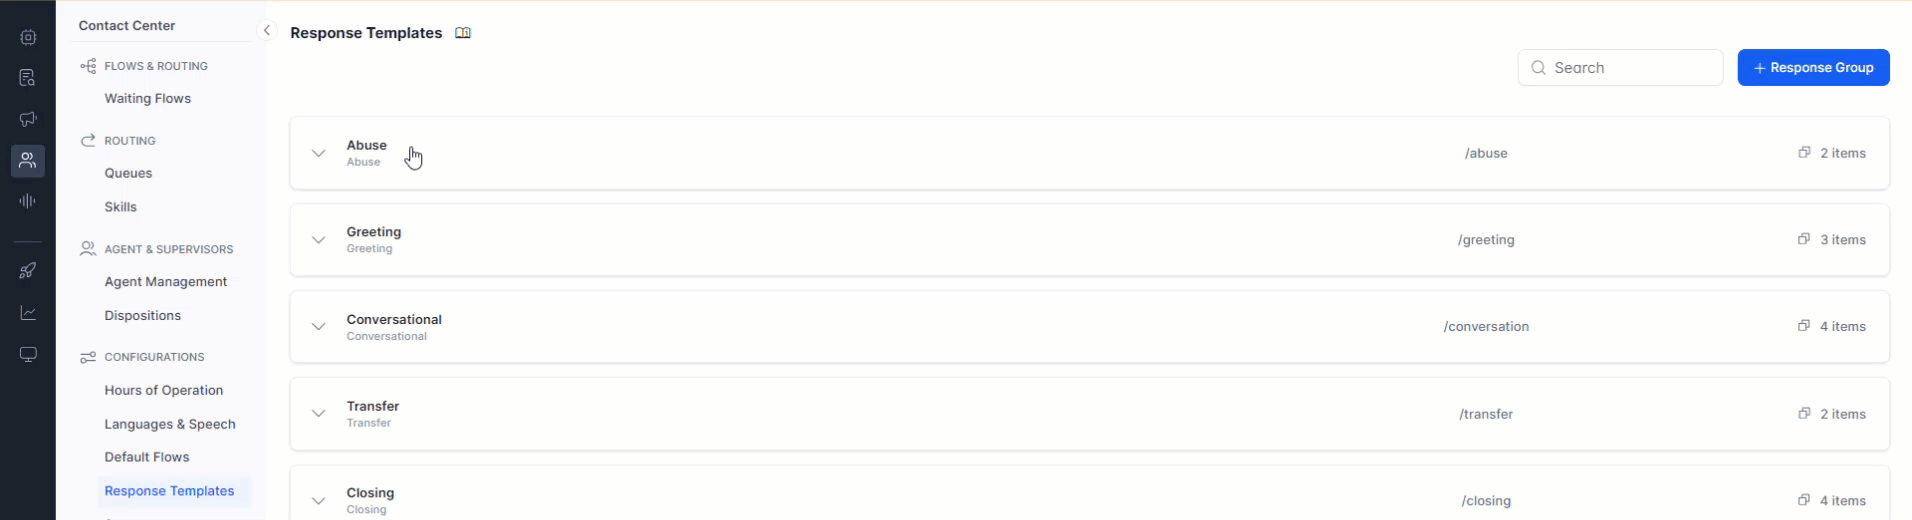 Contact Center
FLOWS & ROUTING
Waiting Flows
ROUTING
Queues
Skills
AGENT & SUPERVISORS
Agent Management
Dispositions
CONFIGURATIONS
Hours of Operation
Languages & Speech
Default Flows
Response Templates
Response Templates
Search
+ Response Group
Abuse
Abuse
/abuse
2 items
Greeting
Greeting
/greeting
3 items
Conversational
Conversational
/conversation
4 items
Transfer
Transfer
/transfer
2 items
Closing
Closing
/closing
4 items